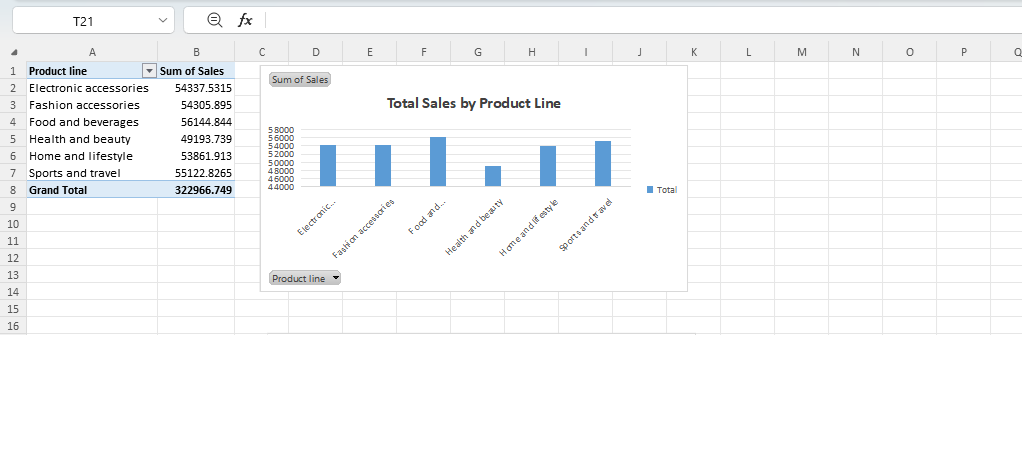 T21
fx
A B C D E F G H I J K L M N O P Q
1 Product line Sum of Sales
2 Electronic accessories 54337.5315
3 Fashion accessories 54305.895
4 Food and beverages 56144.844
5 Health and beauty 49193.739
6 Home and lifestyle 53861.913
7 Sports and travel 55122.8265
8 Grand Total 322966.749
9
10
11
12
13
14
15
16
Sum of Sales
Total Sales by Product Line
58000
56000
54000
52000
50000
48000
46000
44000
Electronic...
Fashion accessories
Food and...
Health and beauty
Home and lifestyle
Sports and travel
Total
Product line